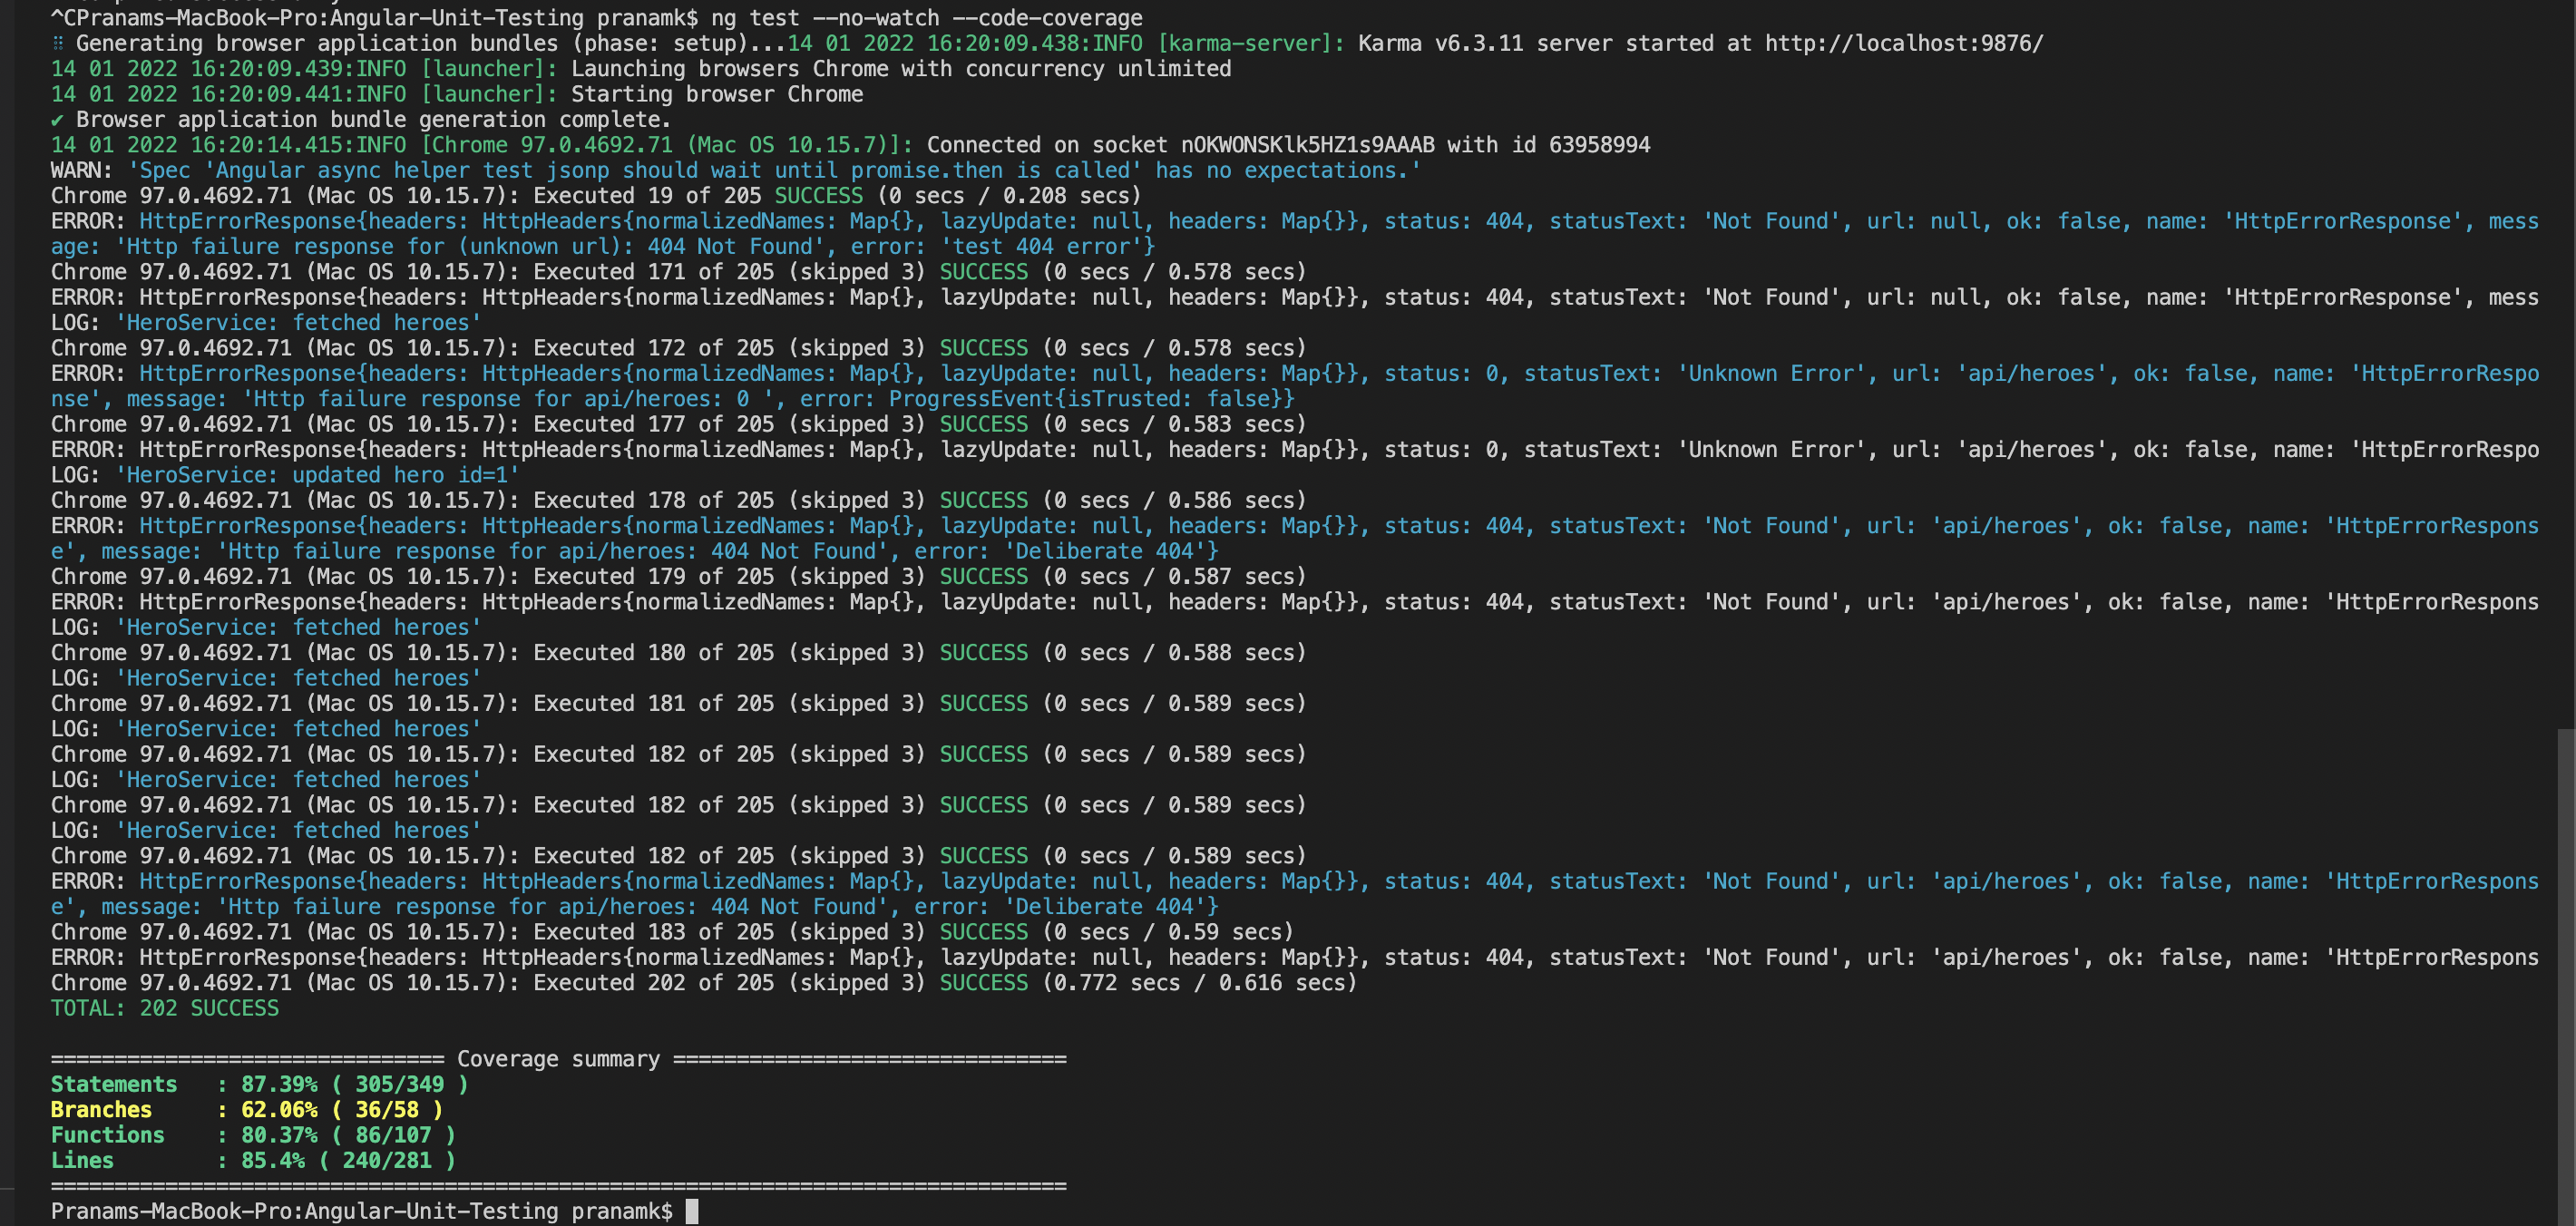 ^CPranams-MacBook-Pro:Angular-Unit-Testing pranamk$ ng test --no-watch --code-coverage
⠿ Generating browser application bundles (phase: setup)...14 01 2022 16:20:09.438:INFO [karma-server]: Karma v6.3.11 server started at http://localhost:9876/
14 01 2022 16:20:09.439:INFO [launcher]: Launching browsers Chrome with concurrency unlimited
14 01 2022 16:20:09.441:INFO [launcher]: Starting browser Chrome
✔ Browser application bundle generation complete.
14 01 2022 16:20:14.415:INFO [Chrome 97.0.4692.71 (Mac OS 10.15.7)]: Connected on socket nOKWONSKlk5HZ1s9AAAB with id 63958994
WARN: 'Spec 'Angular async helper test jsonp should wait until promise.then is called' has no expectations.'
Chrome 97.0.4692.71 (Mac OS 10.15.7): Executed 19 of 205 SUCCESS (0 secs / 0.208 secs)
ERROR: HttpErrorResponse{headers: HttpHeaders{normalizedNames: Map{}, lazyUpdate: null, headers: Map{}}, status: 404, statusText: 'Not Found', url: null, ok: false, name: 'HttpErrorResponse', mess
age: 'Http failure response for (unknown url): 404 Not Found', error: 'test 404 error'}
Chrome 97.0.4692.71 (Mac OS 10.15.7): Executed 171 of 205 (skipped 3) SUCCESS (0 secs / 0.578 secs)
ERROR: HttpErrorResponse{headers: HttpHeaders{normalizedNames: Map{}, lazyUpdate: null, headers: Map{}}, status: 404, statusText: 'Not Found', url: null, ok: false, name: 'HttpErrorResponse', mess
LOG: 'HeroService: fetched heroes'
Chrome 97.0.4692.71 (Mac OS 10.15.7): Executed 172 of 205 (skipped 3) SUCCESS (0 secs / 0.578 secs)
ERROR: HttpErrorResponse{headers: HttpHeaders{normalizedNames: Map{}, lazyUpdate: null, headers: Map{}}, status: 0, statusText: 'Unknown Error', url: 'api/heroes', ok: false, name: 'HttpErrorRespo
nse', message: 'Http failure response for api/heroes: 0 ', error: ProgressEvent{isTrusted: false}}
Chrome 97.0.4692.71 (Mac OS 10.15.7): Executed 177 of 205 (skipped 3) SUCCESS (0 secs / 0.583 secs)
ERROR: HttpErrorResponse{headers: HttpHeaders{normalizedNames: Map{}, lazyUpdate: null, headers: Map{}}, status: 0, statusText: 'Unknown Error', url: 'api/heroes', ok: false, name: 'HttpErrorRespo
LOG: 'HeroService: updated hero id=1'
Chrome 97.0.4692.71 (Mac OS 10.15.7): Executed 178 of 205 (skipped 3) SUCCESS (0 secs / 0.586 secs)
ERROR: HttpErrorResponse{headers: HttpHeaders{normalizedNames: Map{}, lazyUpdate: null, headers: Map{}}, status: 404, statusText: 'Not Found', url: 'api/heroes', ok: false, name: 'HttpErrorRespons
e', message: 'Http failure response for api/heroes: 404 Not Found', error: 'Deliberate 404'}
Chrome 97.0.4692.71 (Mac OS 10.15.7): Executed 179 of 205 (skipped 3) SUCCESS (0 secs / 0.587 secs)
ERROR: HttpErrorResponse{headers: HttpHeaders{normalizedNames: Map{}, lazyUpdate: null, headers: Map{}}, status: 404, statusText: 'Not Found', url: 'api/heroes', ok: false, name: 'HttpErrorRespons
LOG: 'HeroService: fetched heroes'
Chrome 97.0.4692.71 (Mac OS 10.15.7): Executed 180 of 205 (skipped 3) SUCCESS (0 secs / 0.588 secs)
LOG: 'HeroService: fetched heroes'
Chrome 97.0.4692.71 (Mac OS 10.15.7): Executed 181 of 205 (skipped 3) SUCCESS (0 secs / 0.589 secs)
LOG: 'HeroService: fetched heroes'
Chrome 97.0.4692.71 (Mac OS 10.15.7): Executed 182 of 205 (skipped 3) SUCCESS (0 secs / 0.589 secs)
LOG: 'HeroService: fetched heroes'
Chrome 97.0.4692.71 (Mac OS 10.15.7): Executed 182 of 205 (skipped 3) SUCCESS (0 secs / 0.589 secs)
LOG: 'HeroService: fetched heroes'
Chrome 97.0.4692.71 (Mac OS 10.15.7): Executed 182 of 205 (skipped 3) SUCCESS (0 secs / 0.589 secs)
ERROR: HttpErrorResponse{headers: HttpHeaders{normalizedNames: Map{}, lazyUpdate: null, headers: Map{}}, status: 404, statusText: 'Not Found', url: 'api/heroes', ok: false, name: 'HttpErrorRespons
e', message: 'Http failure response for api/heroes: 404 Not Found', error: 'Deliberate 404'}
Chrome 97.0.4692.71 (Mac OS 10.15.7): Executed 183 of 205 (skipped 3) SUCCESS (0 secs / 0.59 secs)
ERROR: HttpErrorResponse{headers: HttpHeaders{normalizedNames: Map{}, lazyUpdate: null, headers: Map{}}, status: 404, statusText: 'Not Found', url: 'api/heroes', ok: false, name: 'HttpErrorRespons
Chrome 97.0.4692.71 (Mac OS 10.15.7): Executed 202 of 205 (skipped 3) SUCCESS (0.772 secs / 0.616 secs)
TOTAL: 202 SUCCESS
=============================== Coverage summary ===============================
Statements   : 87.39% ( 305/349 )
Branches     : 62.06% ( 36/58 )
Functions    : 80.37% ( 86/107 )
Lines        : 85.4% ( 240/281 )
================================================================================
Pranams-MacBook-Pro:Angular-Unit-Testing pranamk$